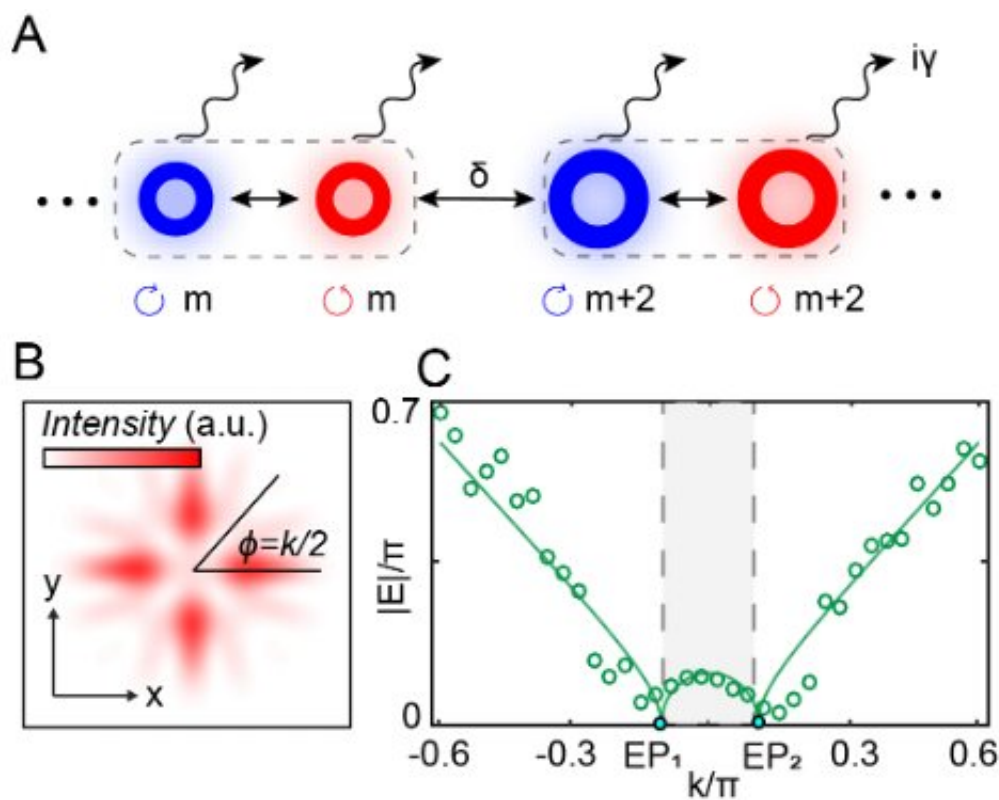 A
iγ
δ
m
m
m+2
m+2
B
Intensity (a.u.)
ϕ=k/2
y
x
C
0.7
|E|/π
0
-0.6
-0.3
EP₁
EP₂
0.3
0.6
k/π